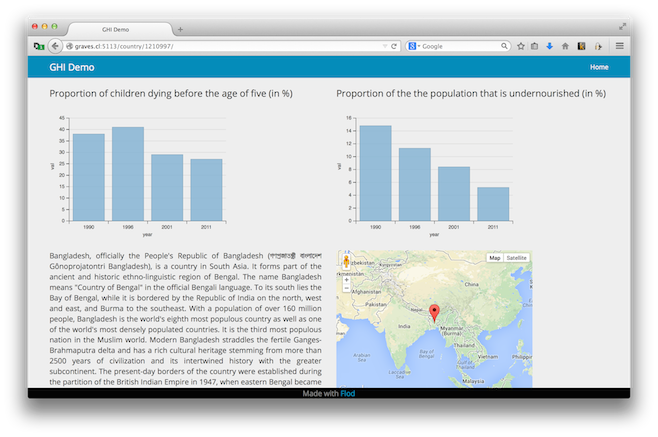 GHI Demo
graves.cl:5113/country/1210997/
Google
GHI Demo
Home
Proportion of children dying before the age of five (in %)
45
40
35
30
25
20
15
10
5
0
val
1990
1996
2001
2011
year
Proportion of the the population that is undernourished (in %)
18
16
14
12
10
8
6
4
2
0
val
1990
1996
2001
2011
year
Bangladesh, officially the People's Republic of Bangladesh
Gônoprojatontri Bangladesh), is a country in South Asia. It forms part of the
ancient and historic ethno-linguistic region of Bengal. The name Bangladesh
means "Country of Bengal" in the official Bengali language. To its south lies the
Bay of Bengal, while it is bordered by the Republic of India on the north, west
and east, and Burma to the southeast. With a population of over 160 million
people, Bangladesh is the world's eighth most populous country as well as one
of the world's most densely populated countries. It is the third most populous
nation in the Muslim world. Modern Bangladesh straddles the fertile Ganges-
Brahmaputra delta and has a rich cultural heritage stemming from more than
2500 years of civilization and its intertwined history with the greater
subcontinent. The present-day borders of the country were established during
the partition of the British Indian Empire in 1947, when eastern Bengal became
Map
Satellite
Kyrgyzstan
Afghanistan
China
Pakistan
Nepal
India
Myanmar
(Burma)
Thailand
Vietnam
Philippin
Arabian
Sea
Bay of
Bengal
Laccadive
Sea
Malaysia
Made with Flod